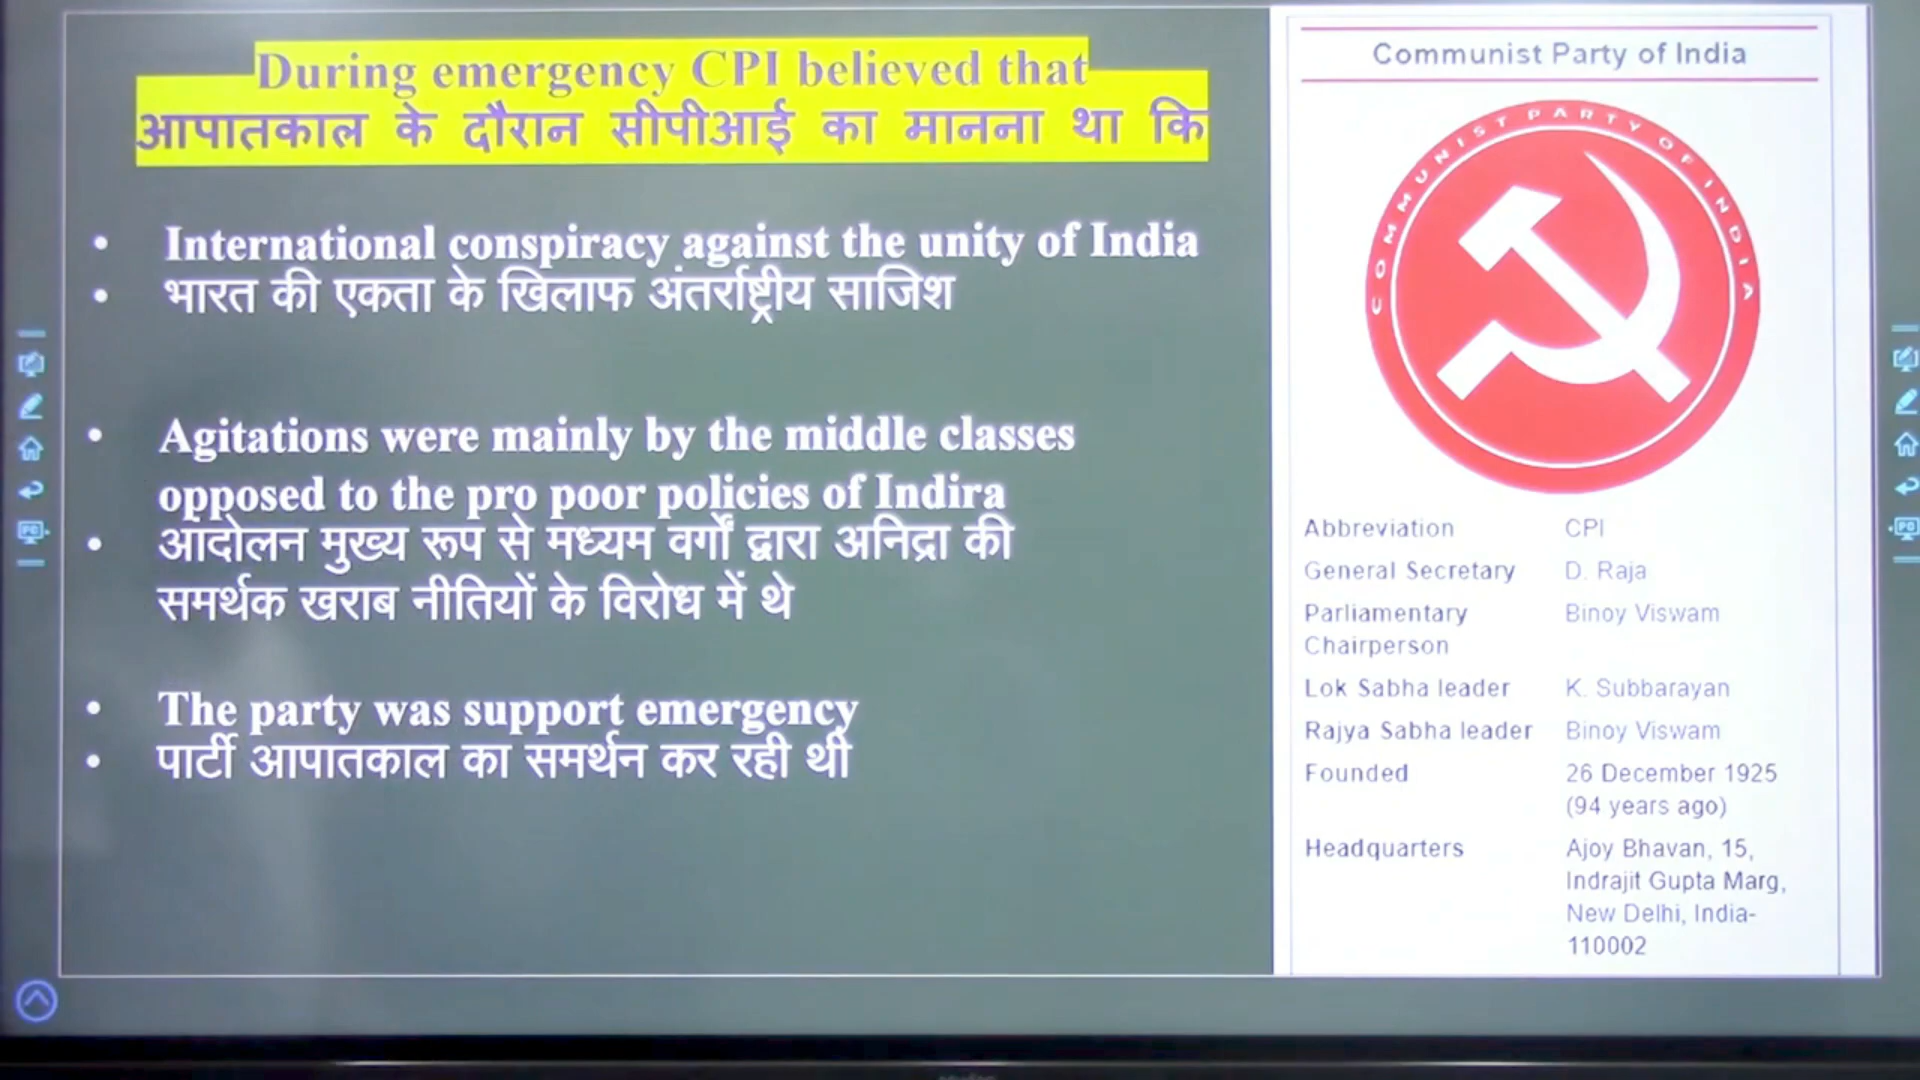 During emergency CPI believed that
आपातकाल के दौरान सीपीआई का मानना था कि
• International conspiracy against the unity of India
• भारत की एकता के खिलाफ अंतर्राष्ट्रीय साजिश
• Agitations were mainly by the middle classes
opposed to the pro poor policies of Indira
• आंदोलन मुख्य रूप से मध्यम वर्गों द्वारा अनिद्रा की
समर्थक खराब नीतियों के विरोध में थे
• The party was support emergency
• पार्टी आपातकाल का समर्थन कर रही थी
Communist Party of India
COMMUNIST PARTY OF INDIA
Abbreviation CPI
General Secretary D. Raja
Parliamentary Binoy Viswam
Chairperson
Lok Sabha leader K. Subbarayan
Rajya Sabha leader Binoy Viswam
Founded 26 December 1925
(94 years ago)
Headquarters Ajoy Bhavan, 15,
Indrajit Gupta Marg,
New Delhi, India-
110002